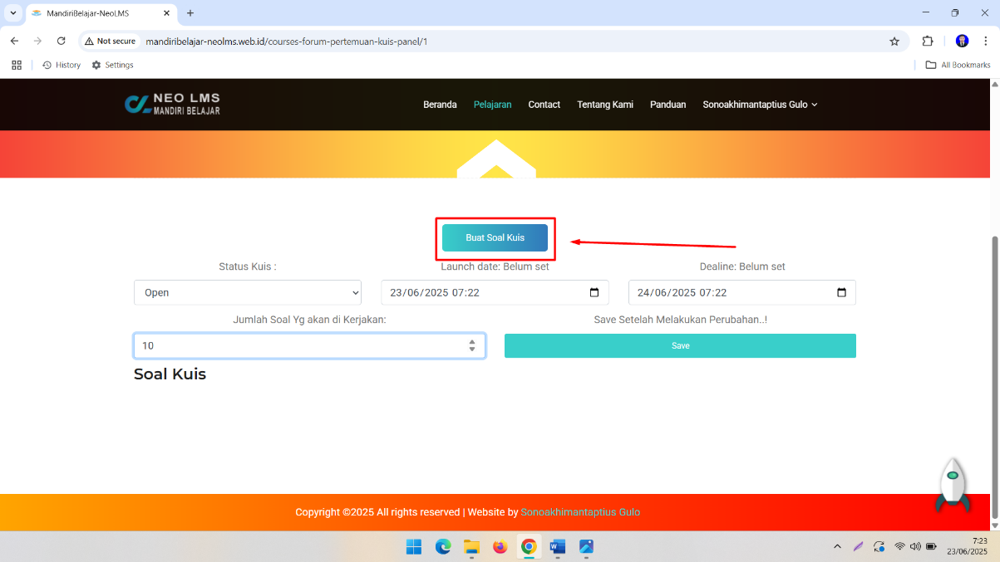 MandiriBelajar-NeoLMS
Not secure
mandiribelajar-neolms.web.id/courses-forum-pertemuan-kuis-panel/1
History
Settings
All Bookmarks
NEO LMS
MANDIRI BELAJAR
Beranda
Pelajaran
Contact
Tentang Kami
Panduan
Sonoakhimantaptius Gulo
Buat Soal Kuis
Status Kuis :
Launch date: Belum set
Dealine: Belum set
Open
23/06/2025 07:22
24/06/2025 07:22
Jumlah Soal Yg akan di Kerjakan:
Save Setelah Melakukan Perubahan..!
10
Save
Soal Kuis
Copyright ©2025 All rights reserved | Website by Sonoakhimantaptius Gulo
7:23
23/06/2025